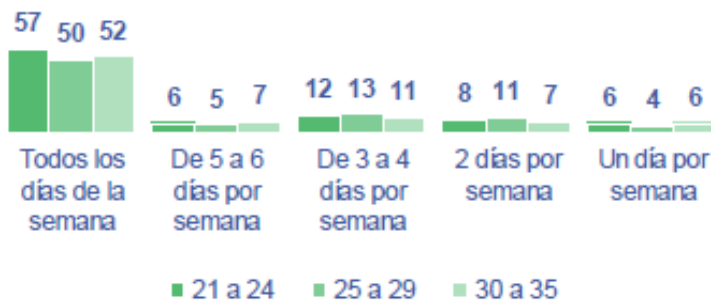 57 50 52
6 5 7
12 13 11
8 11 7
6 4 6
Todos los
días de la
semana
De 5 a 6
días por
semana
De 3 a 4
días por
semana
2 días por
semana
Un día por
semana
21 a 24 25 a 29 30 a 35